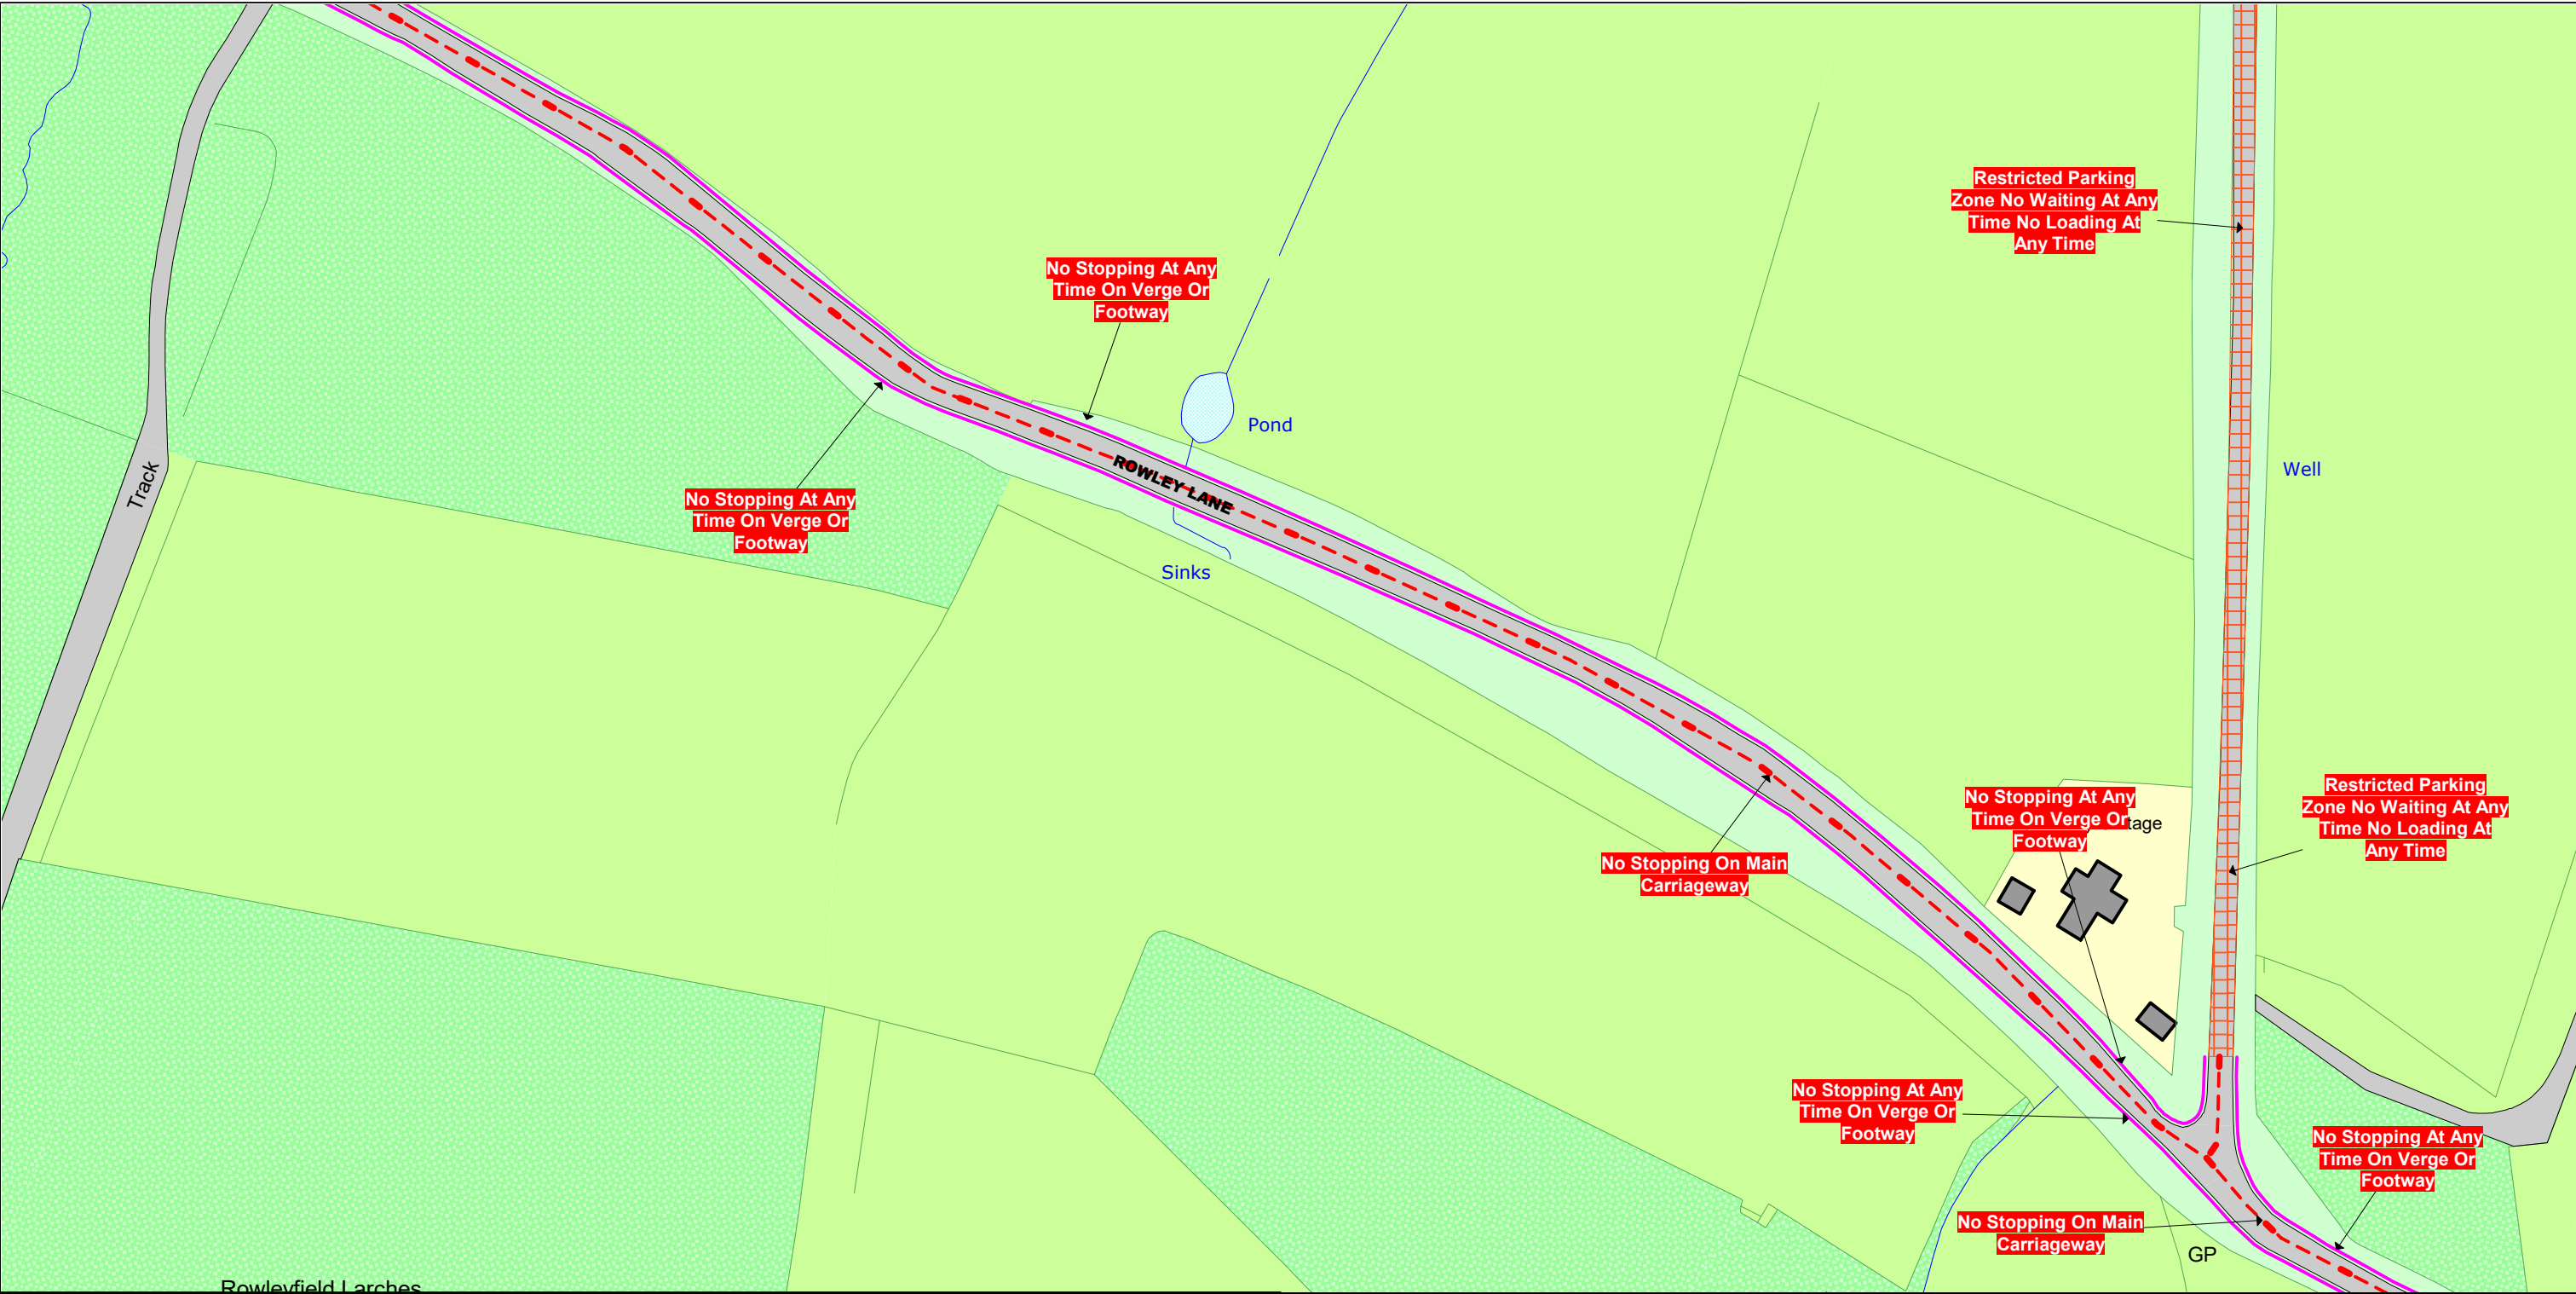 Restricted Parking
Zone No Waiting At Any
Time No Loading At
Any Time
No Stopping At Any
Time On Verge Or
Footway
Pond
Well
Track
ROWLEY LANE
No Stopping At Any
Time On Verge Or
Footway
Sinks
No Stopping At Any
Time On Verge Or
Footway
tage
Restricted Parking
Zone No Waiting At Any
Time No Loading At
Any Time
No Stopping On Main
Carriageway
No Stopping At Any
Time On Verge Or
Footway
No Stopping At Any
Time On Verge Or
Footway
No Stopping On Main
Carriageway
GP
Rowleyfield Larches